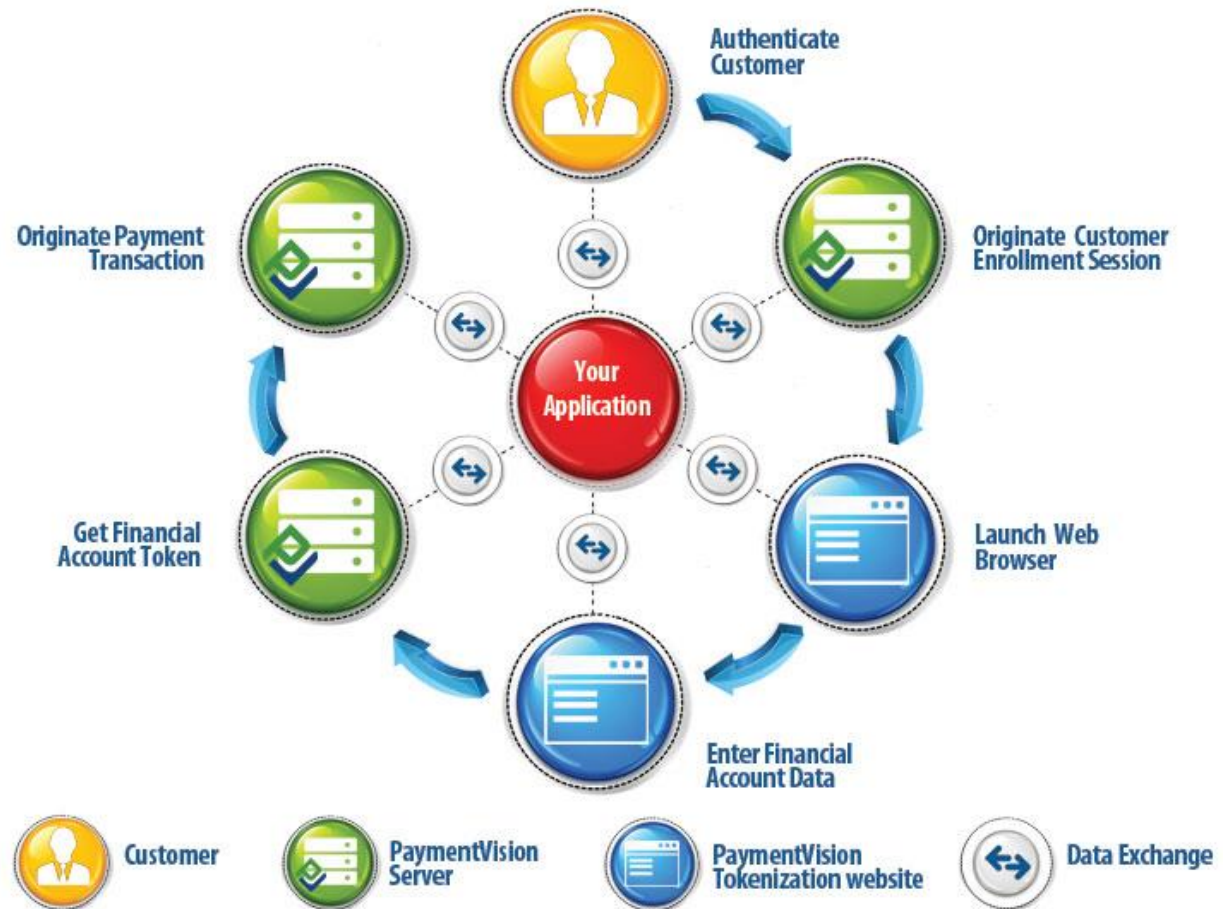 Authenticate
Customer
Originate Payment
Transaction
Originate Customer
Enrollment Session
Your
Application
Get Financial
Account Token
Launch Web
Browser
Enter Financial
Account Data
Customer
PaymentVision
Server
PaymentVision
Tokenization website
Data Exchange